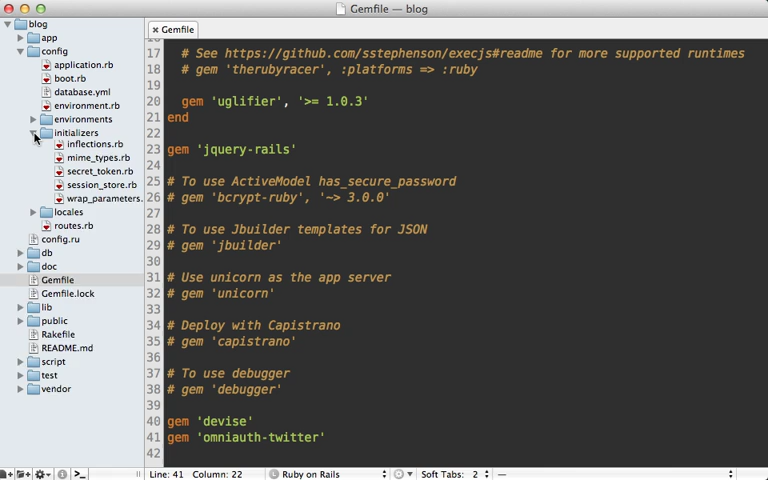 Gemfile — blog
blog
app
config
application.rb
boot.rb
database.yml
environment.rb
environments
initializers
inflections.rb
mime_types.rb
secret_token.rb
session_store.rb
wrap_parameters.
locales
routes.rb
config.ru
db
doc
Gemfile
Gemfile.lock
lib
public
Rakefile
README.md
script
test
vendor
× Gemfile
17 # See https://github.com/sstephenson/execjs#readme for more supported runtimes
18 # gem 'therubyracer', :platforms => :ruby
19
20 gem 'uglifier', '>= 1.0.3'
21 end
22
23 gem 'jquery-rails'
24
25 # To use ActiveModel has_secure_password
26 # gem 'bcrypt-ruby', '~> 3.0.0'
27
28 # To use Jbuilder templates for JSON
29 # gem 'jbuilder'
30
31 # Use unicorn as the app server
32 # gem 'unicorn'
33
34 # Deploy with Capistrano
35 # gem 'capistrano'
36
37 # To use debugger
38 # gem 'debugger'
39
40 gem 'devise'
41 gem 'omniauth-twitter'
42
Line: 41 Column: 22 Ruby on Rails Soft Tabs: 2 —